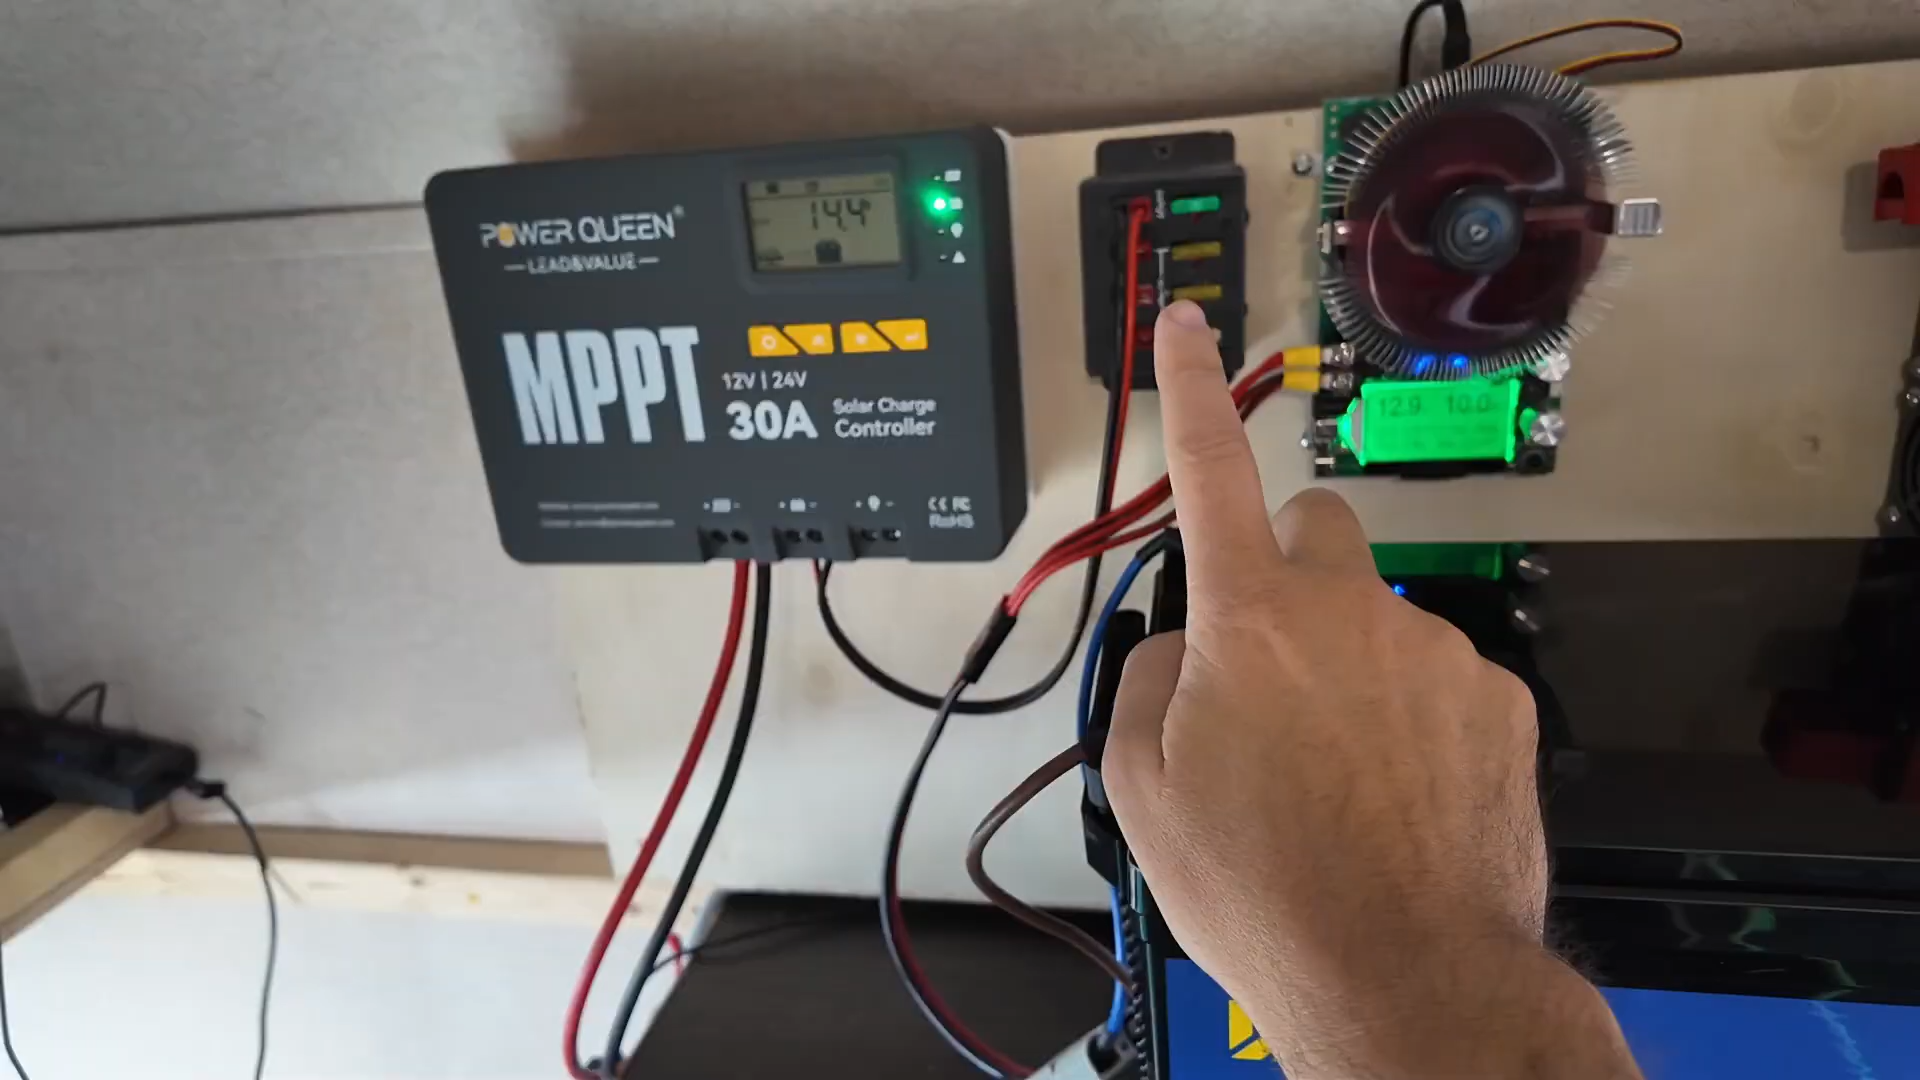 POWER QUEEN®
LEAD&VALUE
14.4
MPPT
12V | 24V
30A
Solar Charge
Controller
CE FC
RoHS
12.9 10.0